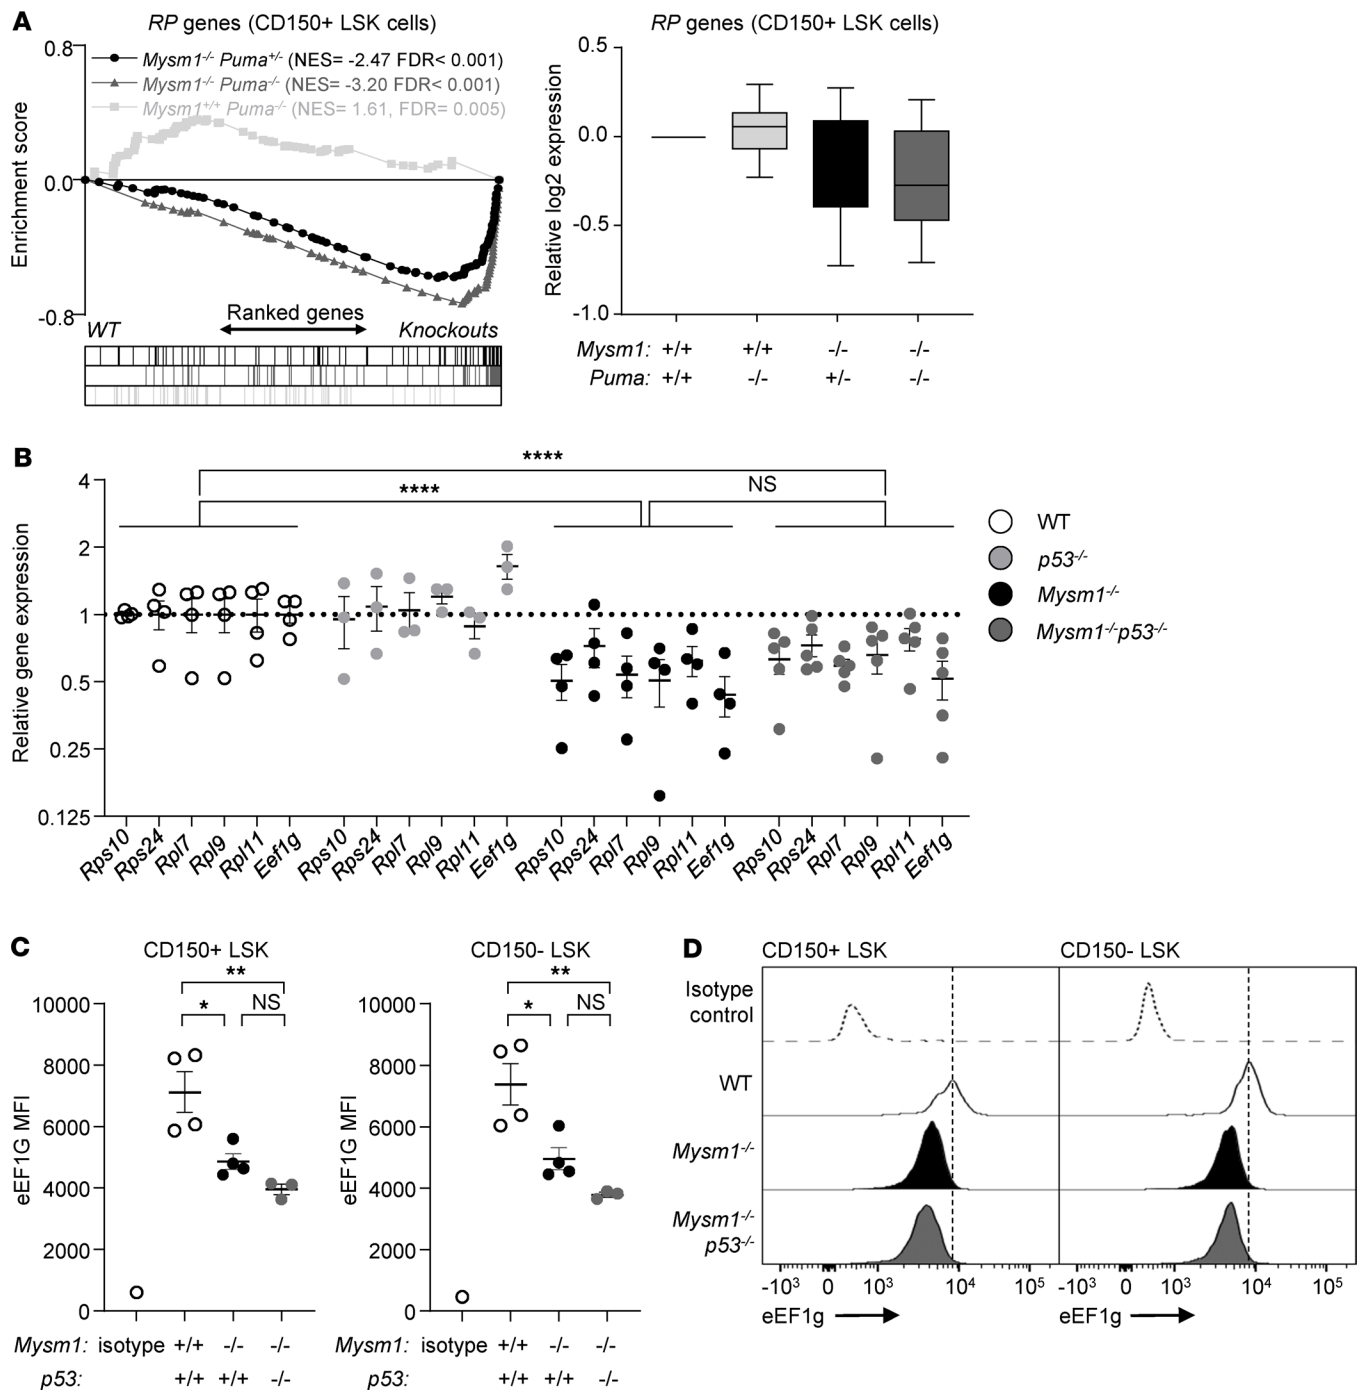 A
RP genes (CD150+ LSK cells)
0.8
0.0
-0.8
Enrichment score
Mysm1-/- Puma+/- (NES= -2.47 FDR< 0.001)
Mysm1-/- Puma-/- (NES= -3.20 FDR< 0.001)
Mysm1+/+ Puma-/- (NES= 1.61, FDR= 0.005)
Ranked genes
WT
Knockouts
RP genes (CD150+ LSK cells)
0.5
0.0
-0.5
-1.0
Relative log2 expression
Mysm1: +/+ +/+ -/- -/-
Puma: +/+ -/- +/- -/-
B
4
2
1
0.5
0.25
0.125
Relative gene expression
****
****
NS
WT
p53-/-
Mysm1-/-
Mysm1-/-p53-/-
Rps10 Rps24 Rpl7 Rpl9 Rpl11 Eef1g Rps10 Rps24 Rpl7 Rpl9 Rpl11 Eef1g Rps10 Rps24 Rpl7 Rpl9 Rpl11 Eef1g Rps10 Rps24 Rpl7 Rpl9 Rpl11 Eef1g
C
CD150+ LSK
**
* NS
10000
8000
6000
4000
2000
0
eEF1G MFI
Mysm1: isotype +/+ -/- -/-
p53: +/+ +/+ -/-
CD150- LSK
**
* NS
10000
8000
6000
4000
2000
0
eEF1G MFI
Mysm1: isotype +/+ -/- -/-
p53: +/+ +/+ -/-
D
CD150+ LSK
CD150- LSK
Isotype
control
WT
Mysm1-/-
Mysm1-/-
p53-/-
-103 0 103 104 105
-103 0 103 104 105
eEF1g
eEF1g